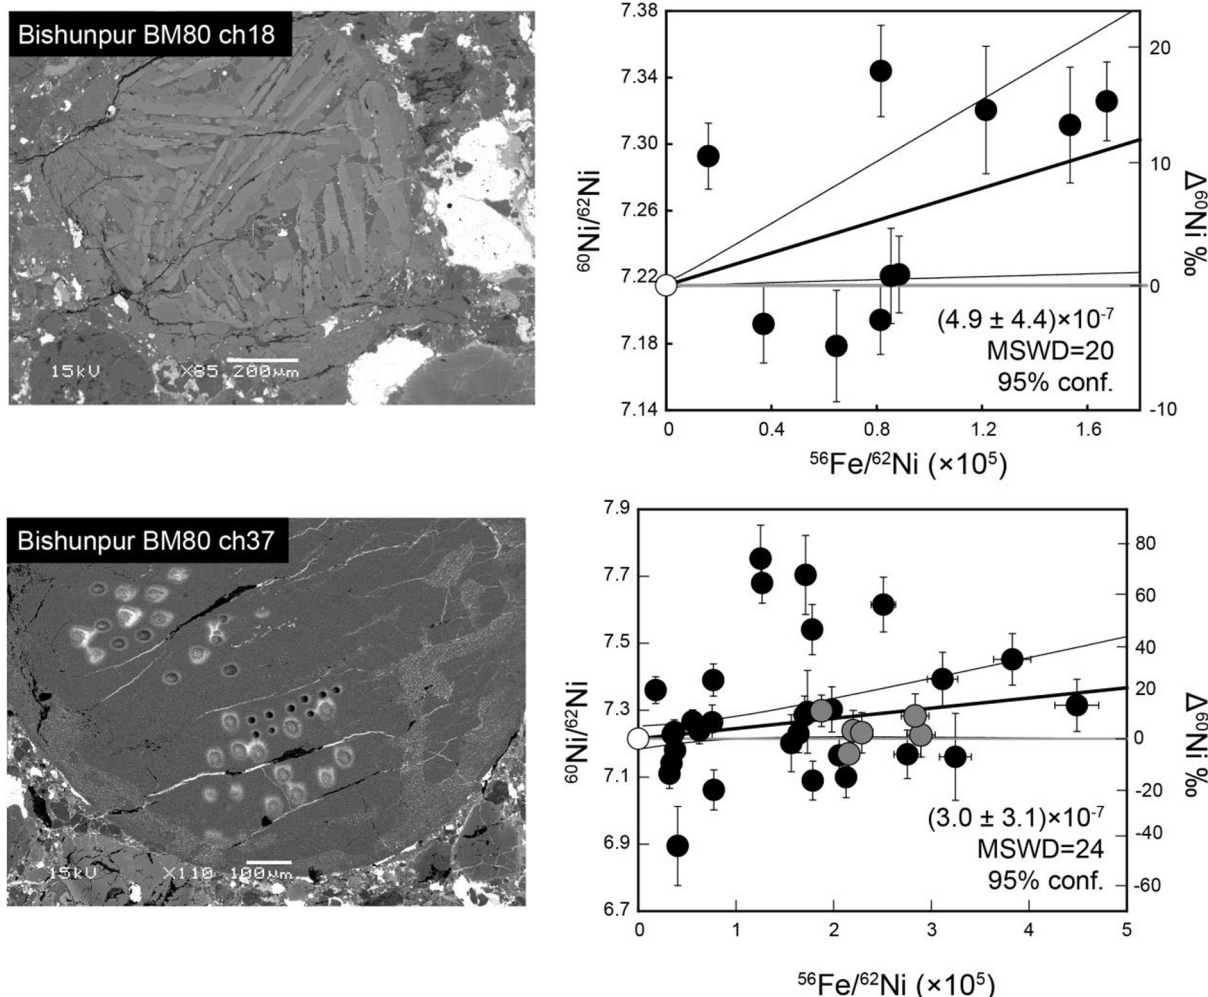 Bishunpur BM80 ch18
15kV X85 200μm
7.38
7.34
7.30
7.26
7.22
7.18
7.14
⁶⁰Ni/⁶²Ni
20
10
0
-10
Δ⁶⁰Ni ‰
(4.9 ± 4.4)×10⁻⁷
MSWD=20
95% conf.
0 0.4 0.8 1.2 1.6
⁵⁶Fe/⁶²Ni (×10⁵)
Bishunpur BM80 ch37
15kV X110 100μm
7.9
7.7
7.5
7.3
7.1
6.9
6.7
⁶⁰Ni/⁶²Ni
80
60
40
20
0
-20
-40
-60
Δ⁶⁰Ni ‰
(3.0 ± 3.1)×10⁻⁷
MSWD=24
95% conf.
0 1 2 3 4 5
⁵⁶Fe/⁶²Ni (×10⁵)